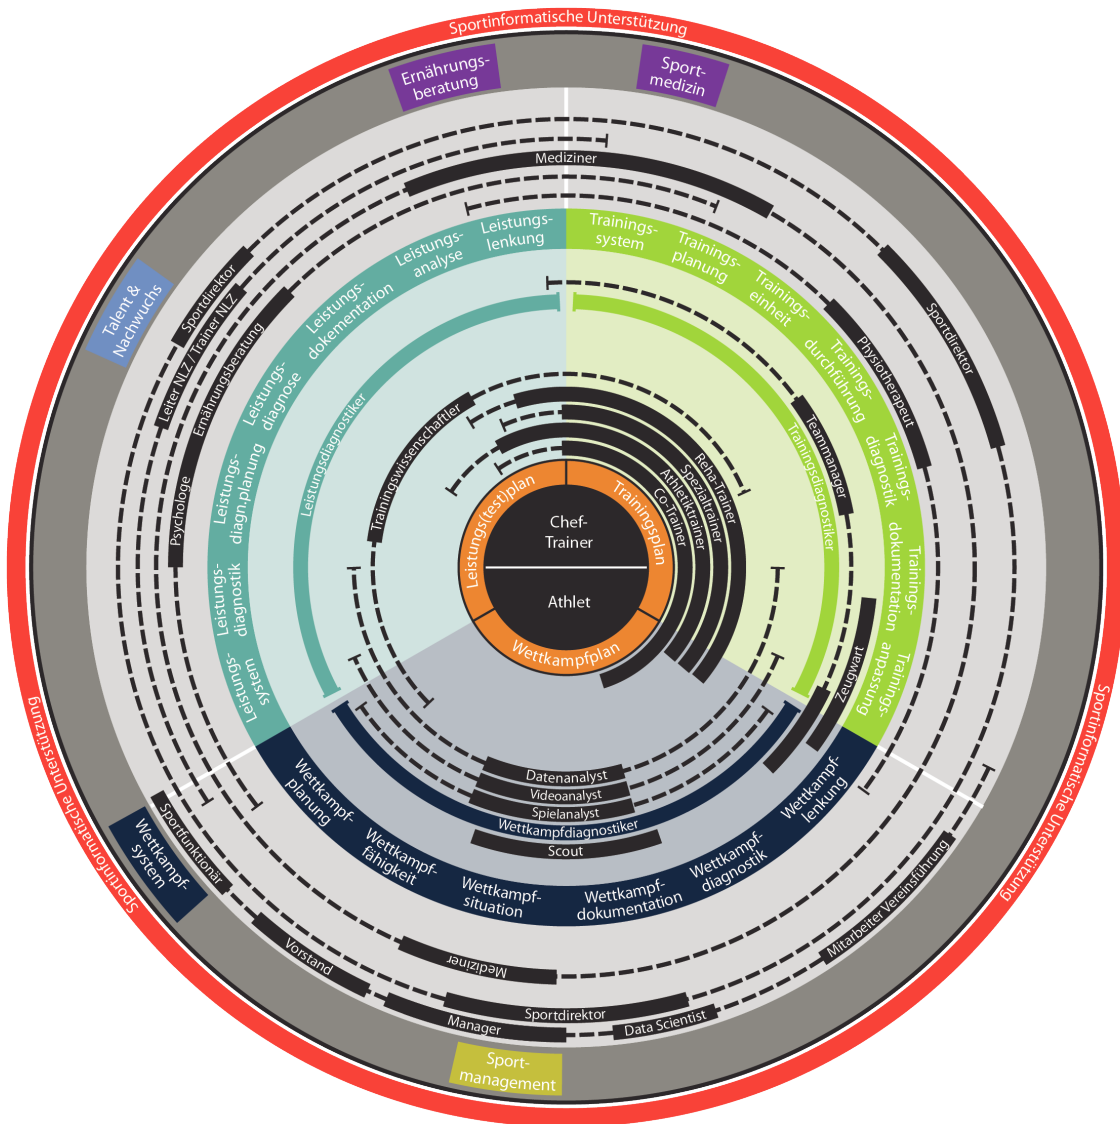 Sportinformatische Unterstützung
Ernährungs-
beratung
Sport-
medizin
Mediziner
Leistungs-
lenkung
Trainings-
system
Leistungs-
analyse
Trainings-
planung
Leistungs-
dokementation
Trainings-
einheit
Talent &
Nachwuchs
Sportdirektor
Leiter NLZ / Trainer NLZ
Ernährungsberatung
Psychologe
Sportdirektor
Physiotherapeut
Trainings-
durchführung
Leistungs-
diagnose
Leistungsdiagnostiker
Trainingswissenschaftler
Teammanager
Trainingsdiagnostiker
Trainings-
diagnostik
Leistungs-
diagn.planung
Reha-Trainer
Spezialtrainer
Athletiktrainer
Co-Trainer
Leistungs(test)plan
Trainingsplan
Chef-
Trainer
Athlet
Wettkampfplan
Trainings-
dokumentation
Leistungs-
diagnostik
Leistungs-
system
Trainings-
anpassung
Zeugwart
Sportinformatische Unterstützung
Sportinformatische Unterstützung
Datenanalyst
Videoanalyst
Spielanalyst
Wettkampfdiagnostiker
Scout
Wettkampf-
planung
Wettkampf-
fähigkeit
Wettkampf-
situation
Wettkampf-
dokumentation
Wettkampf-
diagnostik
Wettkampf-
lenkung
Wettkampf-
system
Sportfunktionär
Vorstand
Mediziner
Mitarbeiter Vereinsführung
Sportdirektor
Manager
Data Scientist
Sport-
management